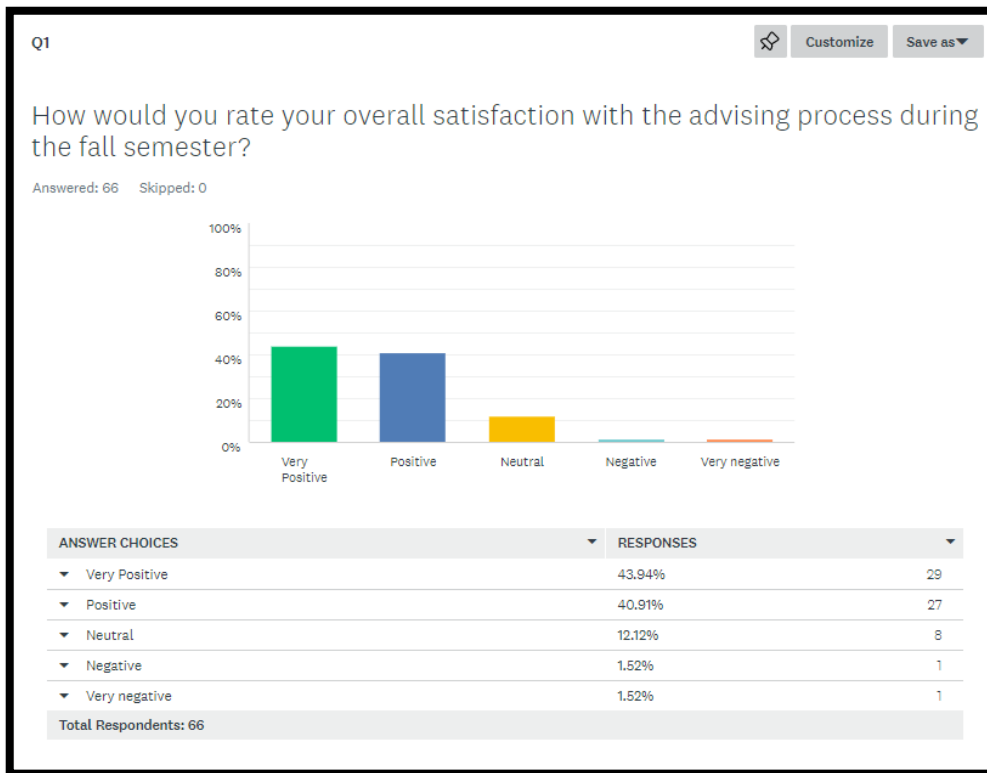 Q1
Customize
Save as
How would you rate your overall satisfaction with the advising process during
the fall semester?
Answered: 66 Skipped: 0
100%
80%
60%
40%
20%
0%
Very
Positive
Positive
Neutral
Negative
Very negative
ANSWER CHOICES RESPONSES
Very Positive 43.94% 29
Positive 40.91% 27
Neutral 12.12% 8
Negative 1.52% 1
Very negative 1.52% 1
Total Respondents: 66